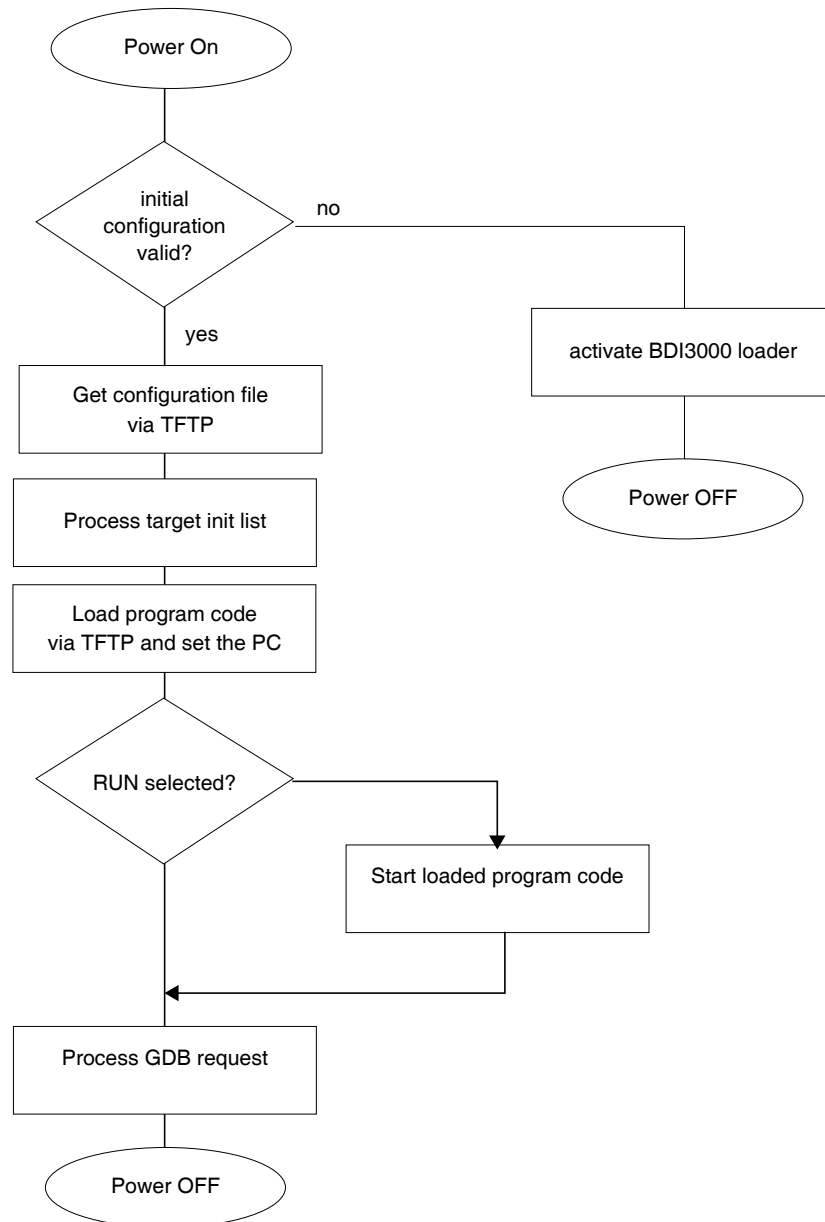 Power On
initial
configuration
valid?
no
yes
activate BDI3000 loader
Get configuration file
via TFTP
Power OFF
Process target init list
Load program code
via TFTP and set the PC
RUN selected?
Start loaded program code
Process GDB request
Power OFF